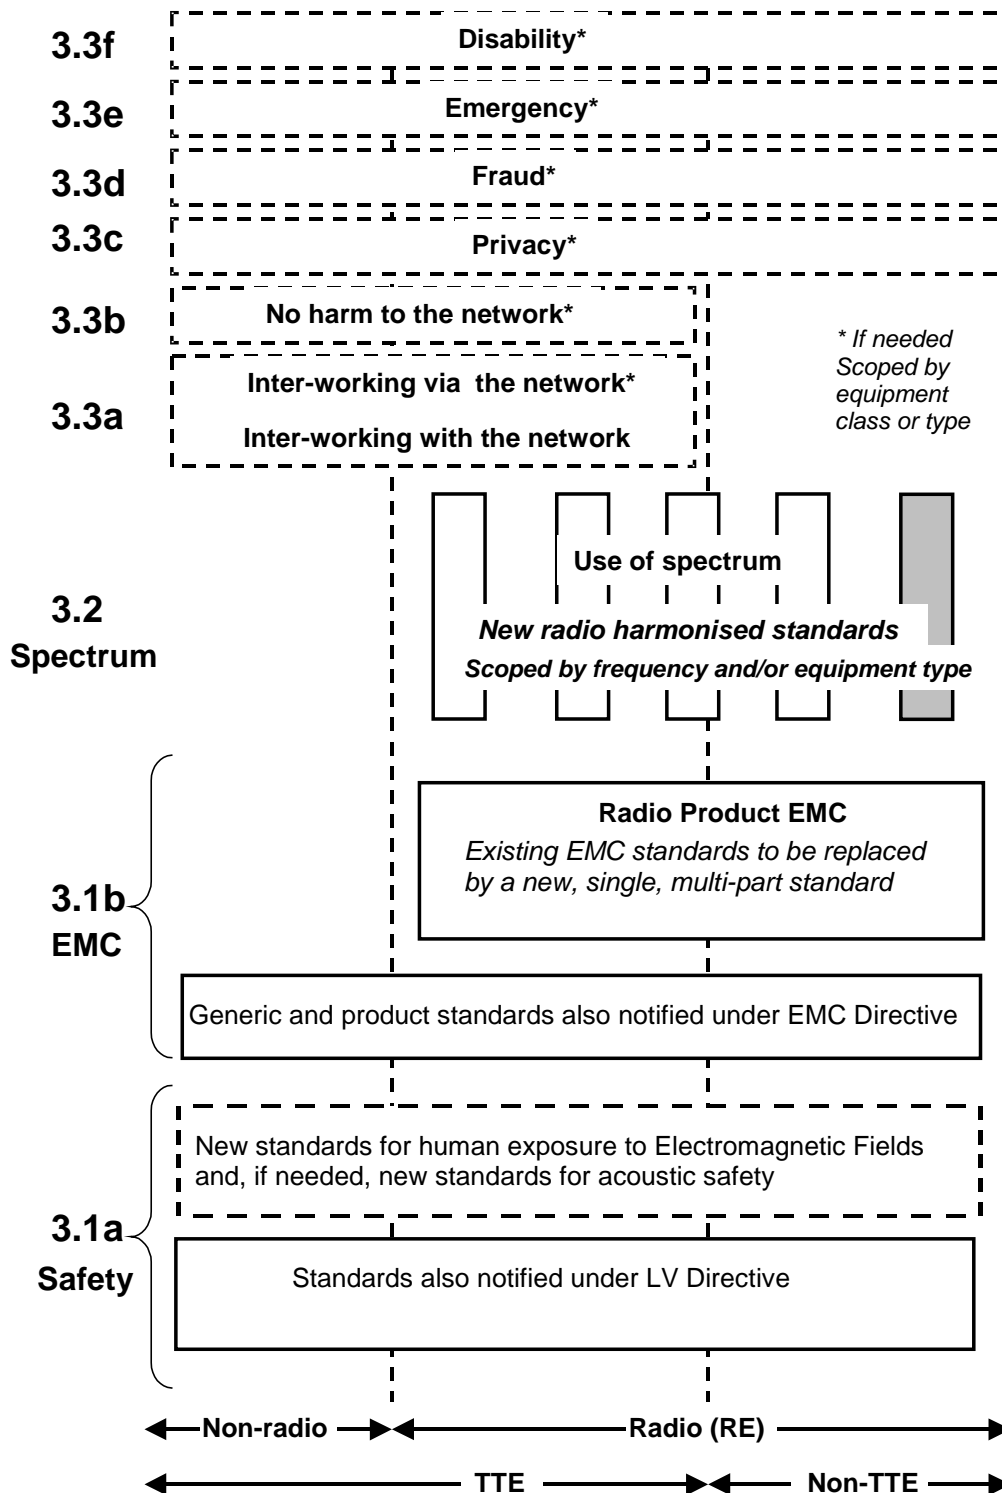 3.3f
Disability*
3.3e
Emergency*
3.3d
Fraud*
3.3c
Privacy*
3.3b
No harm to the network*
* If needed
Scoped by
equipment
class or type
3.3a
Inter-working via the network*
Inter-working with the network
3.2
Spectrum
Use of spectrum
New radio harmonised standards
Scoped by frequency and/or equipment type
3.1b
EMC
Radio Product EMC
Existing EMC standards to be replaced
by a new, single, multi-part standard
Generic and product standards also notified under EMC Directive
3.1a
Safety
New standards for human exposure to Electromagnetic Fields
and, if needed, new standards for acoustic safety
Standards also notified under LV Directive
Non-radio
Radio (RE)
TTE
Non-TTE